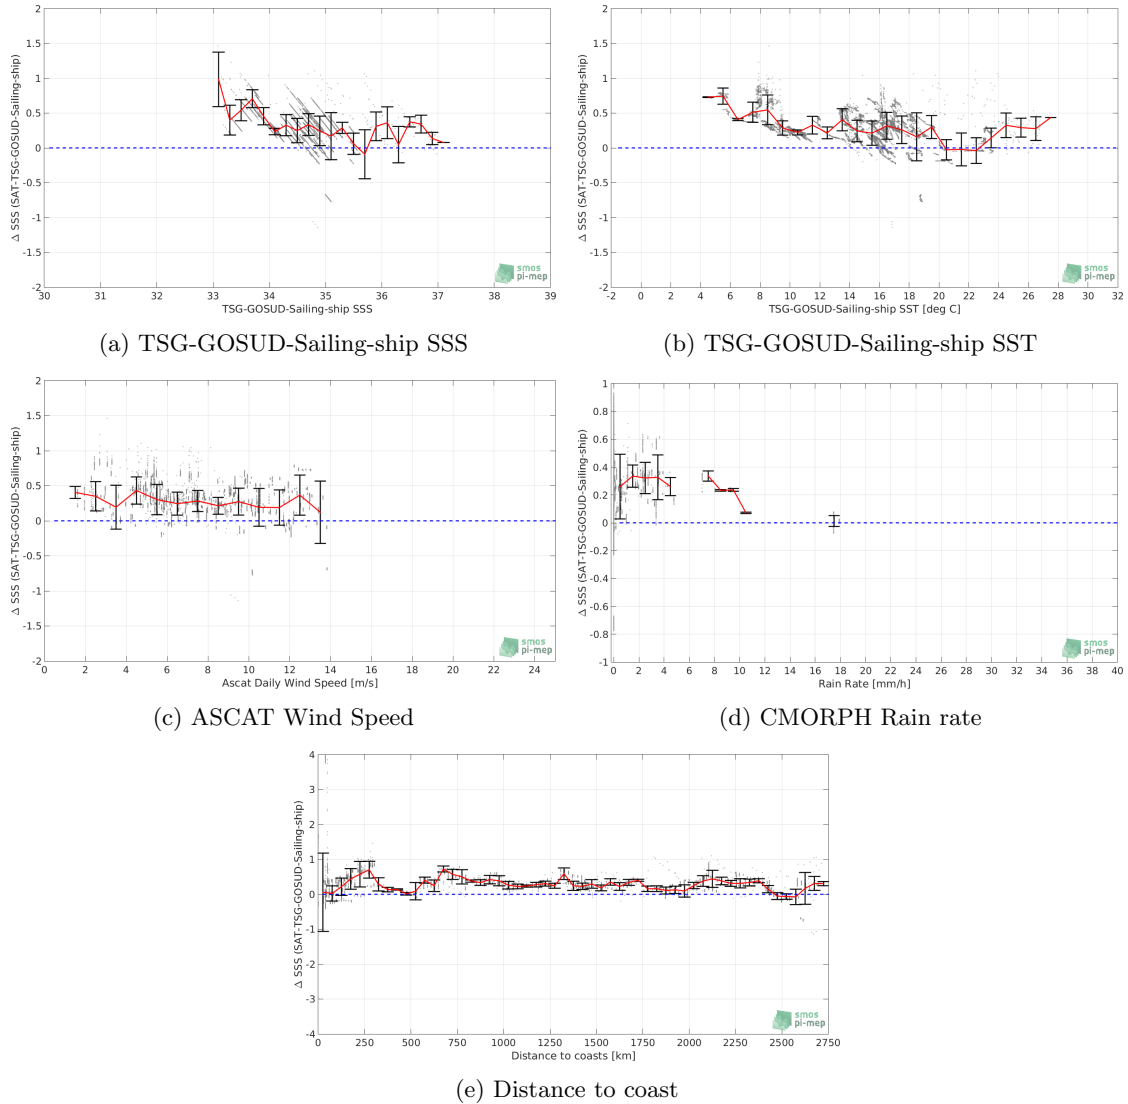 Δ SSS (SAT-TSG-GOSUD-Sailing-ship)
2
1.5
1
0.5
0
-0.5
-1
-1.5
-2
30 31 32 33 34 35 36 37 38 39
TSG-GOSUD-Sailing-ship SSS
smos
pi-mep
(a) TSG-GOSUD-Sailing-ship SSS
Δ SSS (SAT-TSG-GOSUD-Sailing-ship)
2
1.5
1
0.5
0
-0.5
-1
-1.5
-2
-2 0 2 4 6 8 10 12 14 16 18 20 22 24 26 28 30 32
TSG-GOSUD-Sailing-ship SST [deg C]
smos
pi-mep
(b) TSG-GOSUD-Sailing-ship SST
Δ SSS (SAT-TSG-GOSUD-Sailing-ship)
2
1.5
1
0.5
0
-0.5
-1
-1.5
-2
2 4 6 8 10 12 14 16 18 20 22 24
Ascat Daily Wind Speed [m/s]
smos
pi-mep
(c) ASCAT Wind Speed
Δ SSS (SAT-TSG-GOSUD-Sailing-ship)
1
0.8
0.6
0.4
0.2
0
-0.2
-0.4
-0.6
-0.8
-1
0 2 4 6 8 10 12 14 16 18 20 22 24 26 28 30 32 34 36 38 40
Rain Rate [mm/h]
smos
pi-mep
(d) CMORPH Rain rate
Δ SSS (SAT-TSG-GOSUD-Sailing-ship)
4
3
2
1
0
-1
-2
-3
-4
0 250 500 750 1000 1250 1500 1750 2000 2250 2500 2750
Distance to coasts [km]
smos
pi-mep
(e) Distance to coast